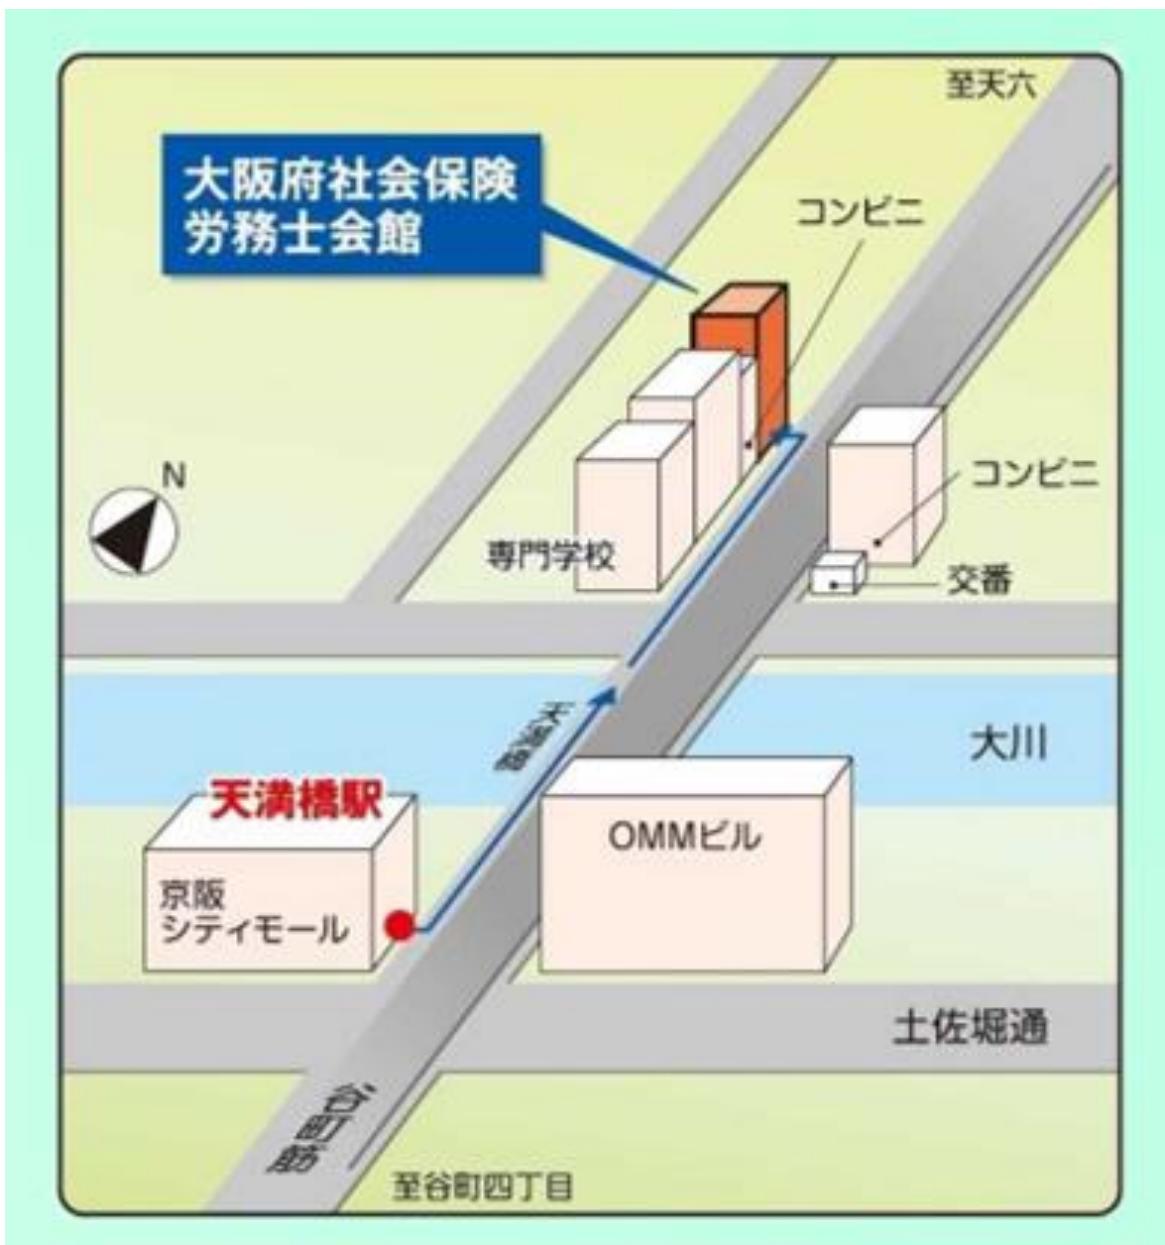 至天六
大阪府社会保険
労務士会館
コンビニ
N
コンビニ
専門学校
交番
天満橋
大川
天満橋駅
OMMビル
京阪
シティモール
土佐堀通
谷町筋
至谷町四丁目